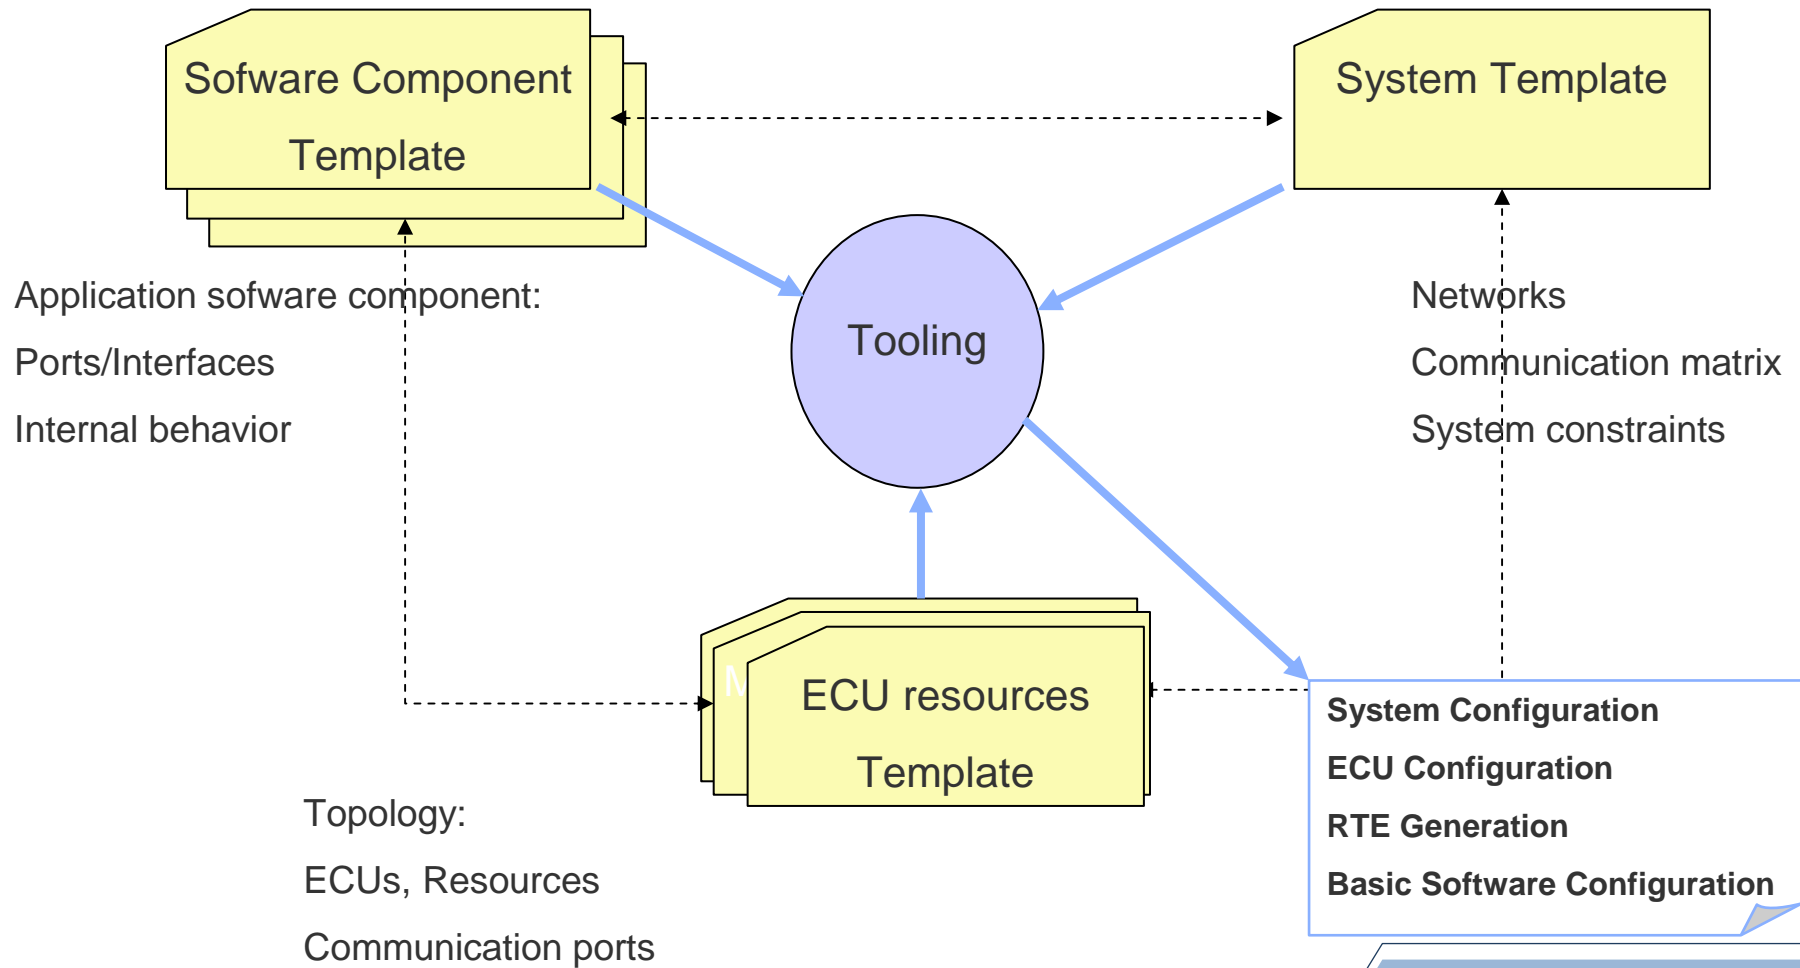 Sofware Component
Template
System Template
Application sofware component:
Ports/Interfaces
Internal behavior
Tooling
Networks
Communication matrix
System constraints
ECU resources
Template
Topology:
ECUs, Resources
Communication ports
System Configuration
ECU Configuration
RTE Generation
Basic Software Configuration